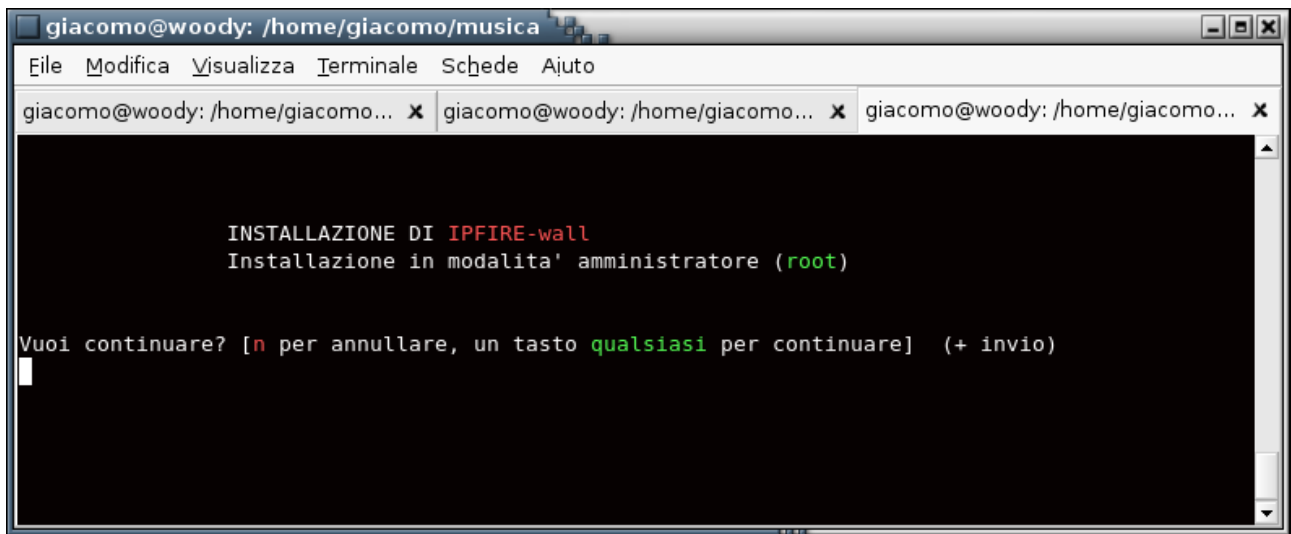 giacomo@woody: /home/giacomo/musica
File Modifica Visualizza Terminale Schede Aiuto
giacomo@woody: /home/giacomo... giacomo@woody: /home/giacomo... giacomo@woody: /home/giacomo...
INSTALLAZIONE DI IPFIRE-wall
Installazione in modalita' amministratore (root)
Vuoi continuare? [n per annullare, un tasto qualsiasi per continuare] (+ invio)